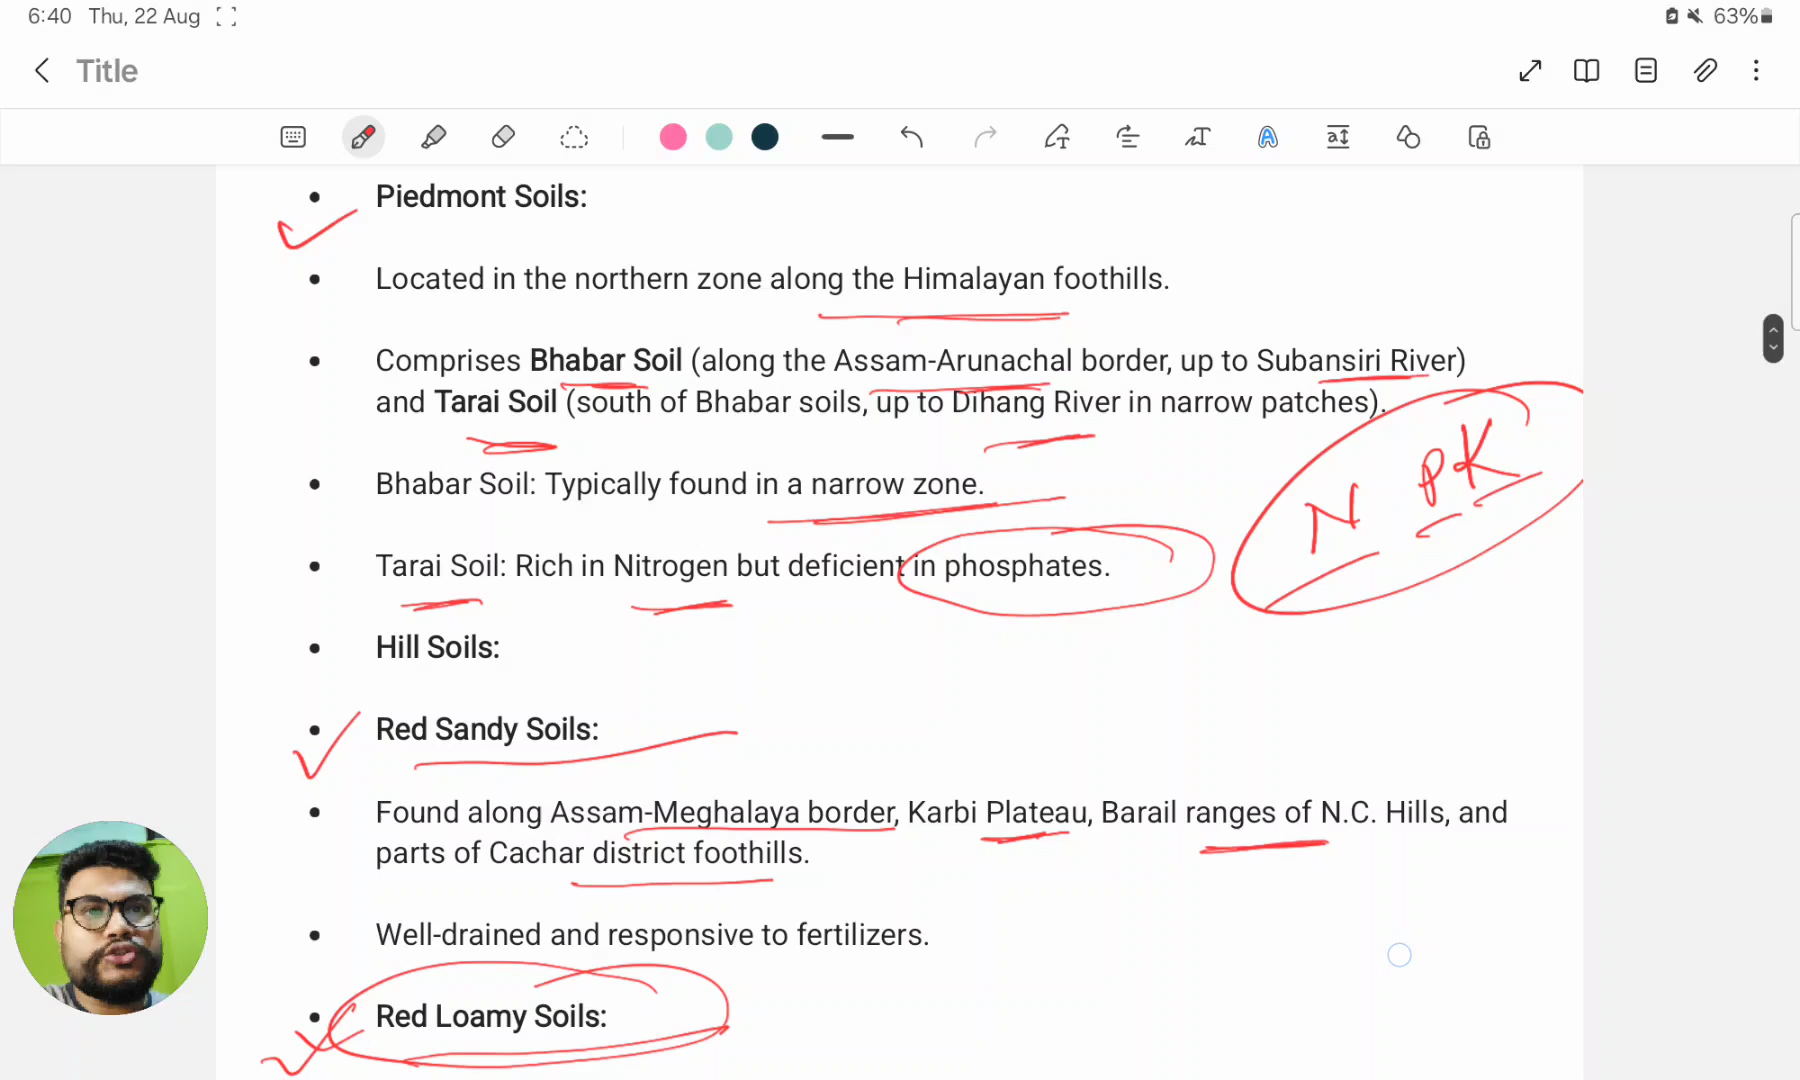 6:40 Thu, 22 Aug
63%
Title
Piedmont Soils:
Located in the northern zone along the Himalayan foothills.
Comprises Bhabar Soil (along the Assam-Arunachal border, up to Subansiri River)
and Tarai Soil (south of Bhabar soils, up to Dihang River in narrow patches).
N PK
Bhabar Soil: Typically found in a narrow zone.
Tarai Soil: Rich in Nitrogen but deficient in phosphates.
Hill Soils:
Red Sandy Soils:
Found along Assam-Meghalaya border, Karbi Plateau, Barail ranges of N.C. Hills, and
parts of Cachar district foothills.
Well-drained and responsive to fertilizers.
Red Loamy Soils: